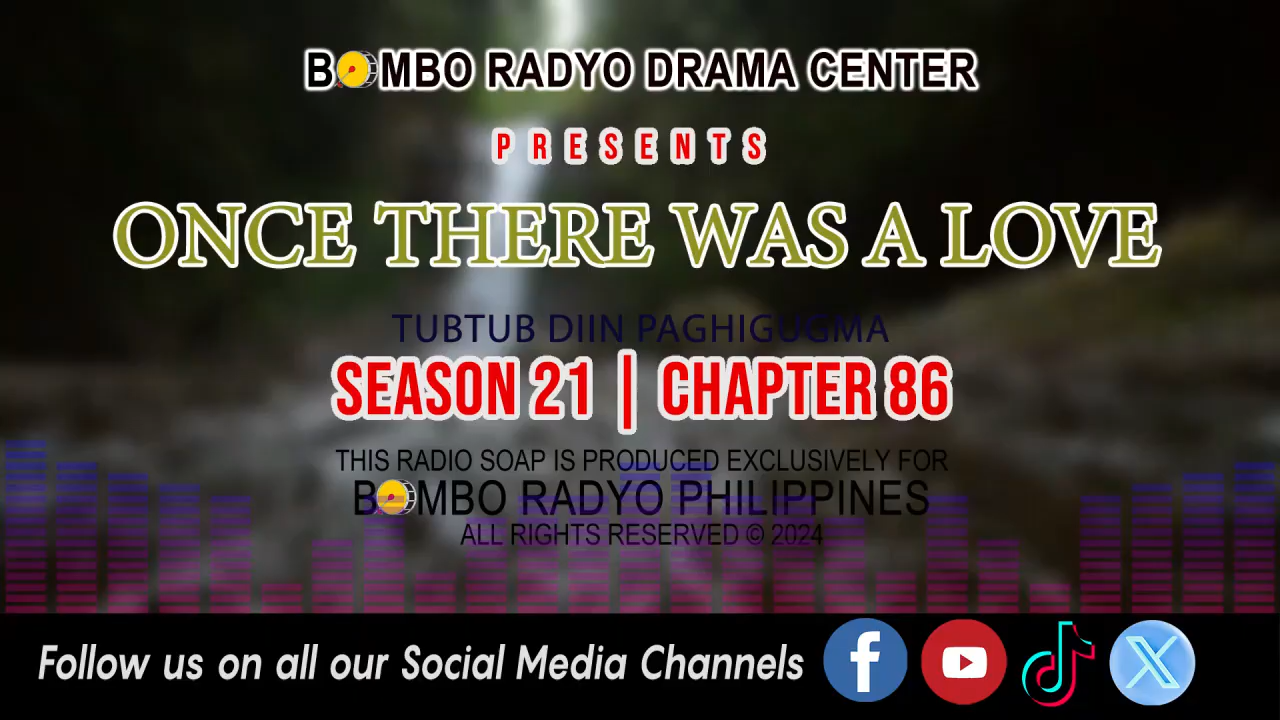 BOMBO RADYO DRAMA CENTER
PRESENTS
ONCE THERE WAS A LOVE
TUBTUB DIIN PAGHIGUGMA
SEASON 21 | CHAPTER 86
THIS RADIO SOAP IS PRODUCED EXCLUSIVELY FOR
BOMBO RADYO PHILIPPINES
ALL RIGHTS RESERVED © 2024
Follow us on all our Social Media Channels